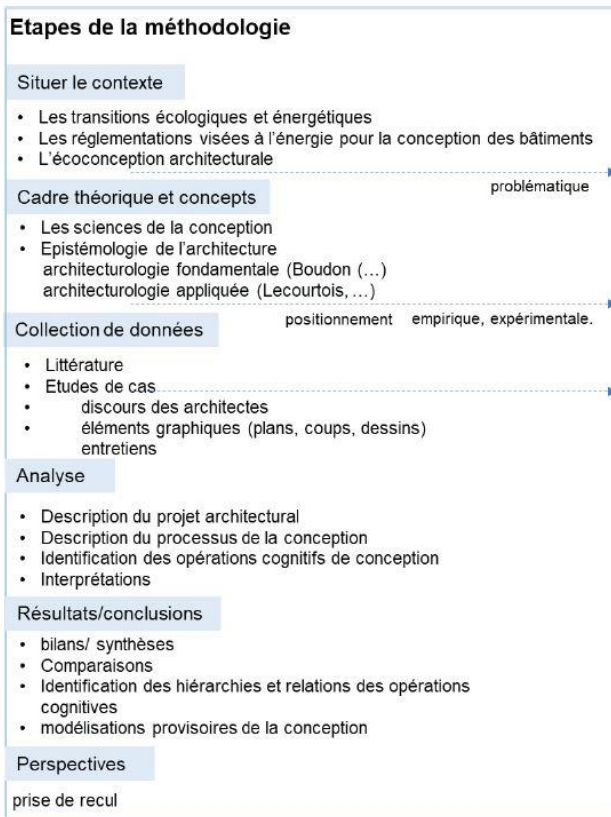 Etapes de la méthodologie
Situer le contexte
• Les transitions écologiques et énergétiques
• Les réglementations visées à l'énergie pour la conception des bâtiments
• L'écoconception architecturale
problématique
Cadre théorique et concepts
• Les sciences de la conception
• Epistémologie de l'architecture
architecturologie fondamentale (Boudon (…)
architecturologie appliquée (Lecourtois, …)
positionnement empirique, expérimentale.
Collection de données
• Littérature
• Etudes de cas
• discours des architectes
• éléments graphiques (plans, coups, dessins)
entretiens
Analyse
• Description du projet architectural
• Description du processus de la conception
• Identification des opérations cognitifs de conception
• Interprétations
Résultats/conclusions
• bilans/ synthèses
• Comparaisons
• Identification des hiérarchies et relations des opérations
cognitives
• modélisations provisoires de la conception
Perspectives
prise de recul